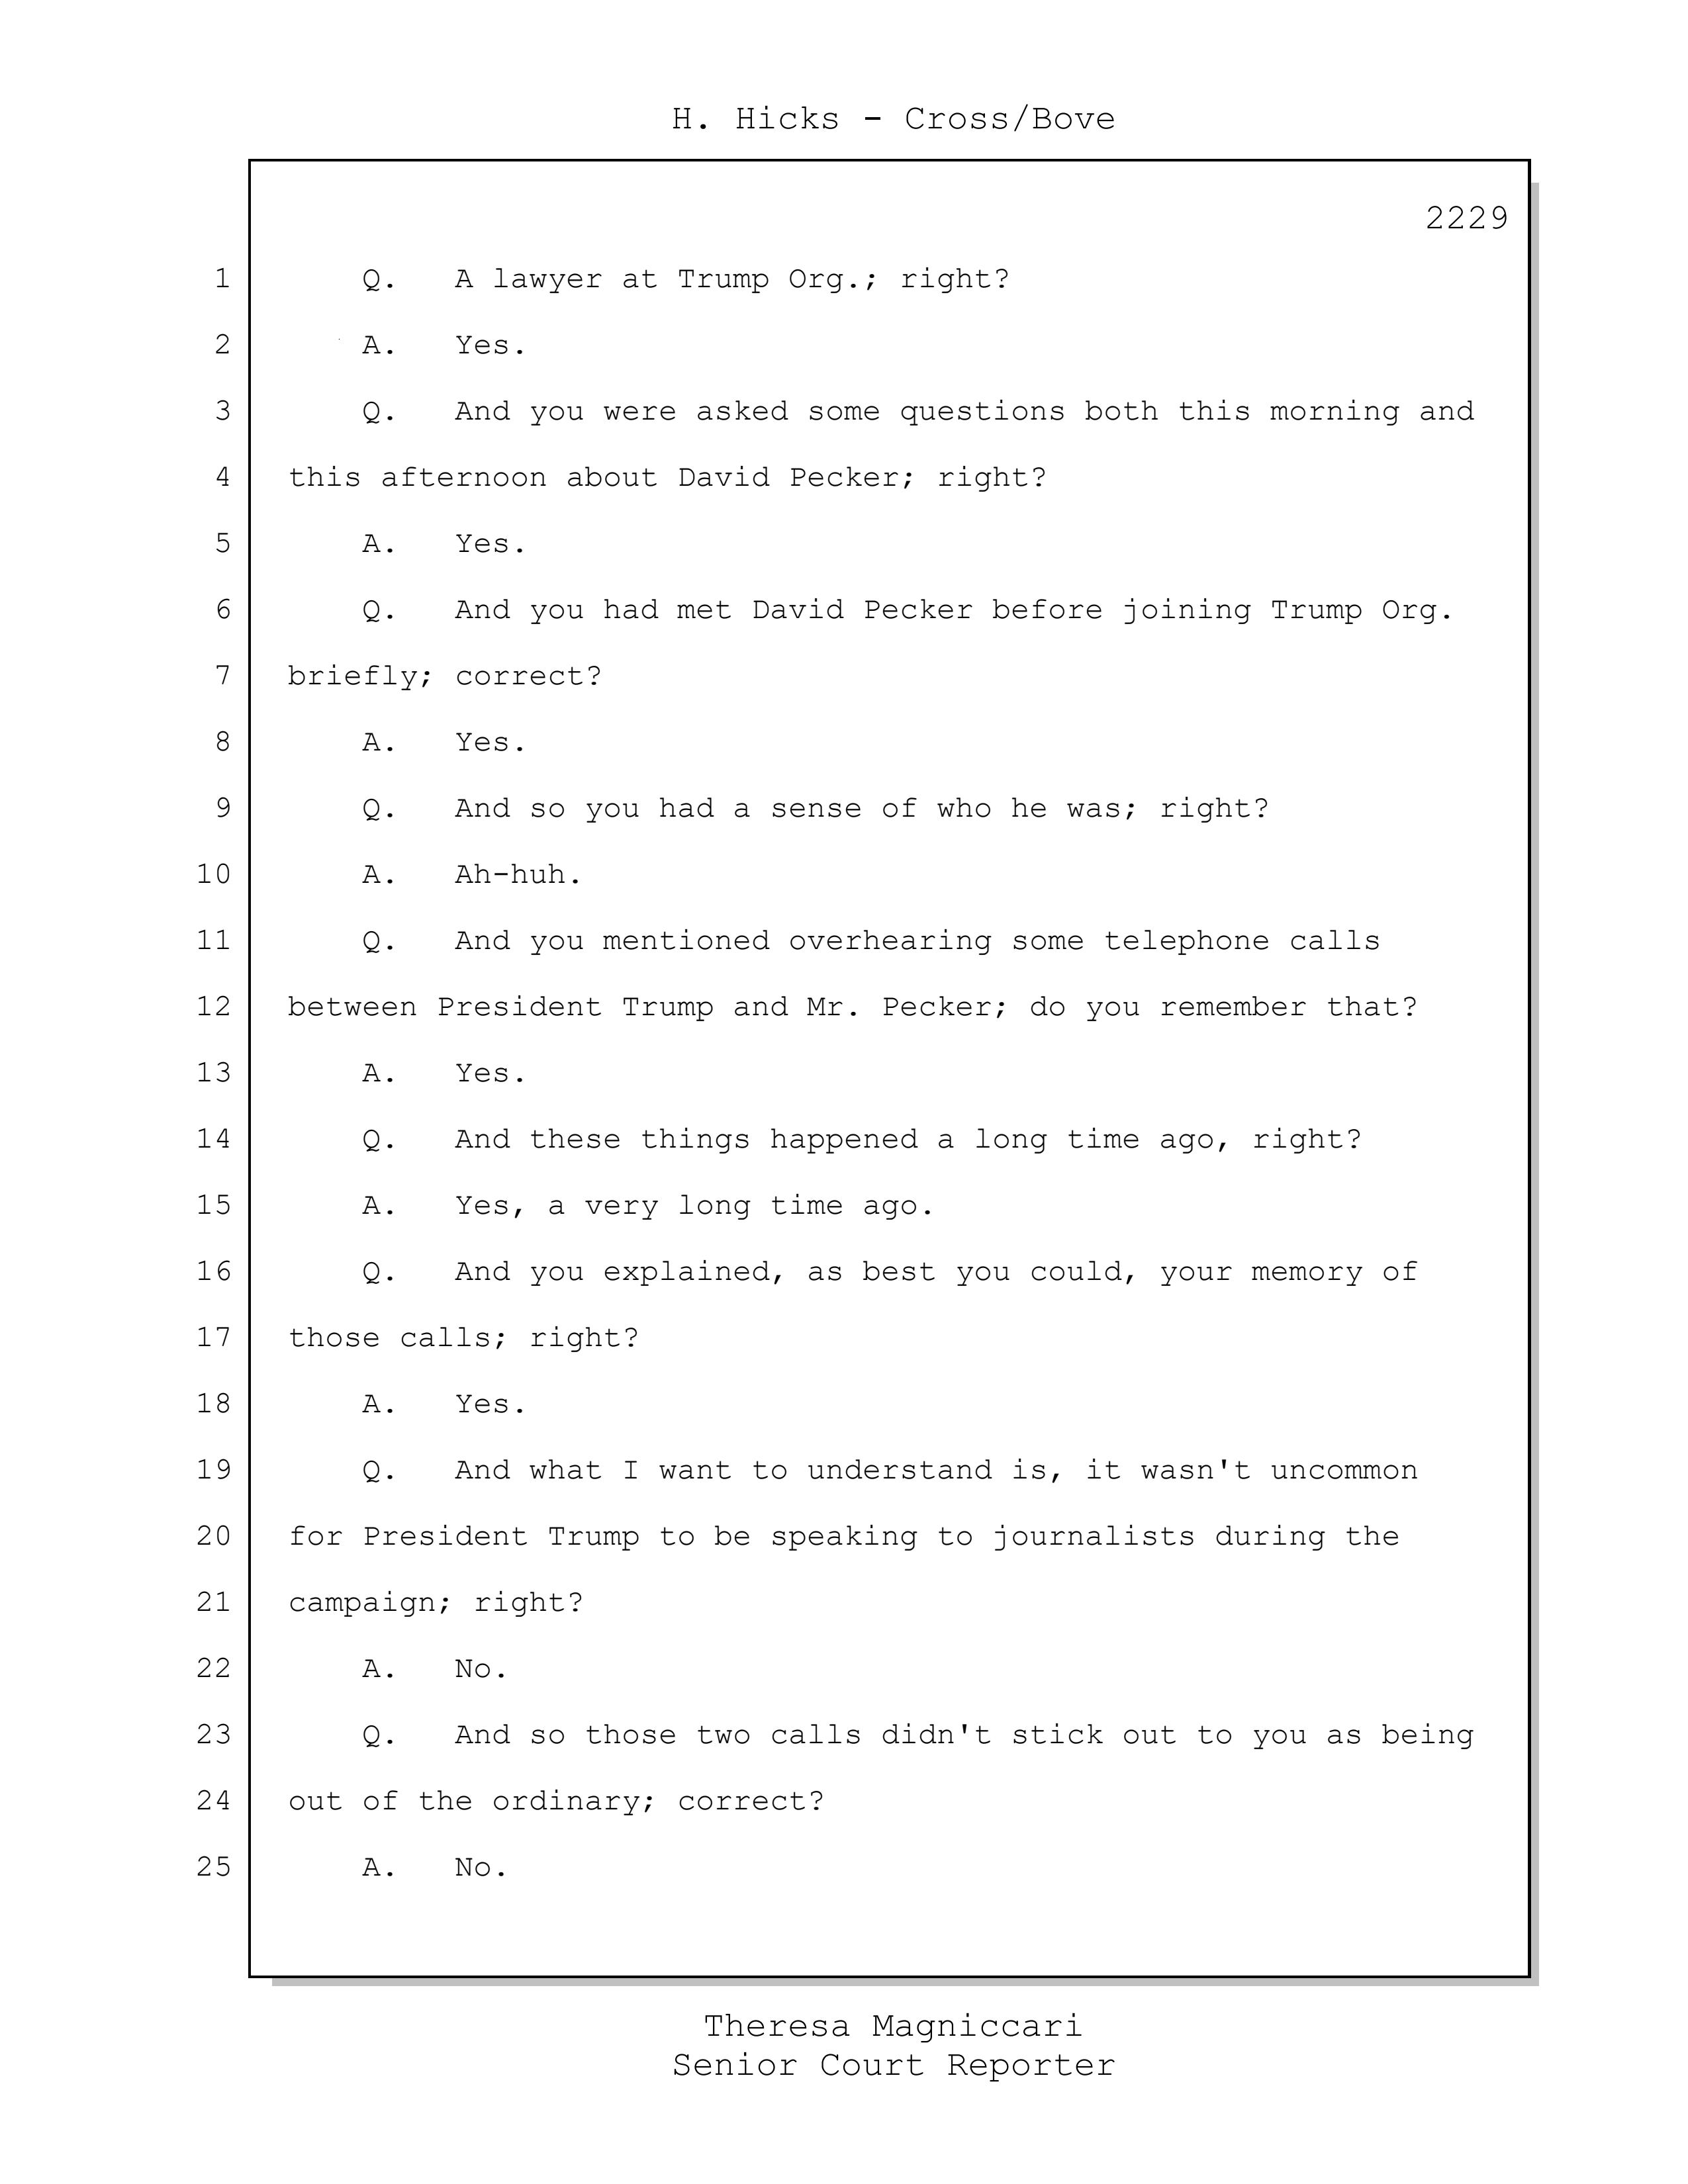 H. Hicks - Cross/Bove
2229
1 Q. A lawyer at Trump Org.; right?
2 A. Yes.
3 Q. And you were asked some questions both this morning and
4 this afternoon about David Pecker; right?
5 A. Yes.
6 Q. And you had met David Pecker before joining Trump Org.
7 briefly; correct?
8 A. Yes.
9 Q. And so you had a sense of who he was; right?
10 A. Ah-huh.
11 Q. And you mentioned overhearing some telephone calls
12 between President Trump and Mr. Pecker; do you remember that?
13 A. Yes.
14 Q. And these things happened a long time ago, right?
15 A. Yes, a very long time ago.
16 Q. And you explained, as best you could, your memory of
17 those calls; right?
18 A. Yes.
19 Q. And what I want to understand is, it wasn't uncommon
20 for President Trump to be speaking to journalists during the
21 campaign; right?
22 A. No.
23 Q. And so those two calls didn't stick out to you as being
24 out of the ordinary; correct?
25 A. No.
Theresa Magniccari
Senior Court Reporter